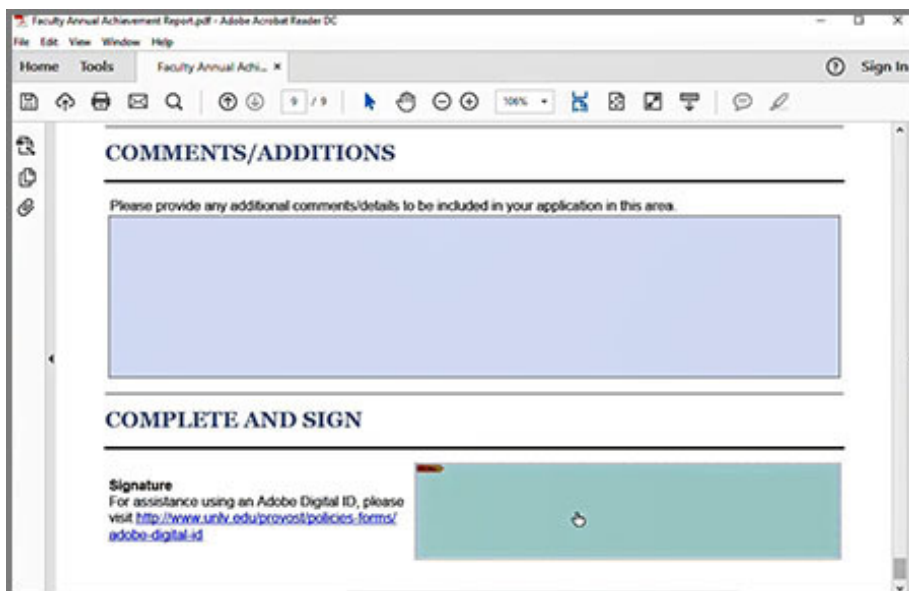 Faculty Annual Achievement Report.pdf - Adobe Acrobat Reader DC
File Edit View Window Help
Home Tools Faculty Annual Achi... × Sign In
9 / 9 106%
COMMENTS/ADDITIONS
Please provide any additional comments/details to be included in your application in this area.
COMPLETE AND SIGN
Signature
For assistance using an Adobe Digital ID, please
visit http://www.unlv.edu/provost/policies-forms/
adobe-digital-id